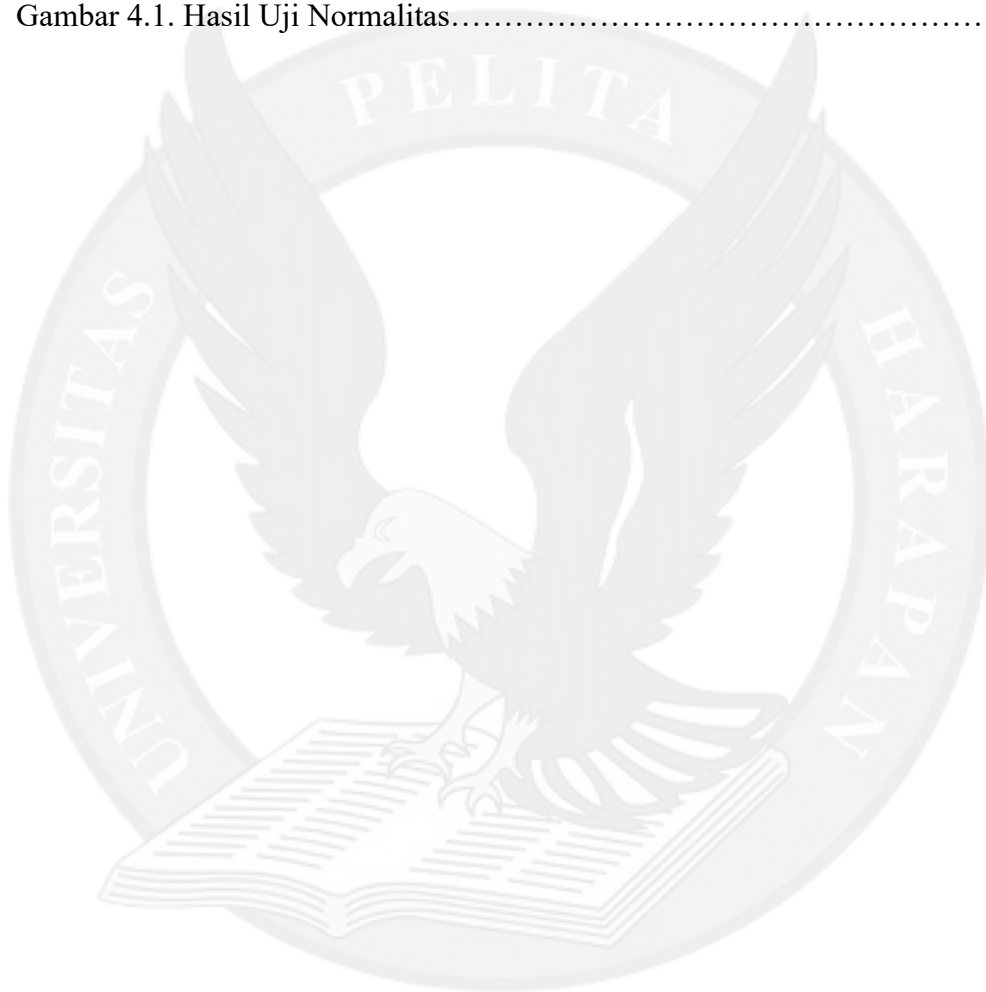 Gambar 4.1. Hasil Uji Normalitas……………………………………………
UNIVERSITAS
PELITA
HARAPAN